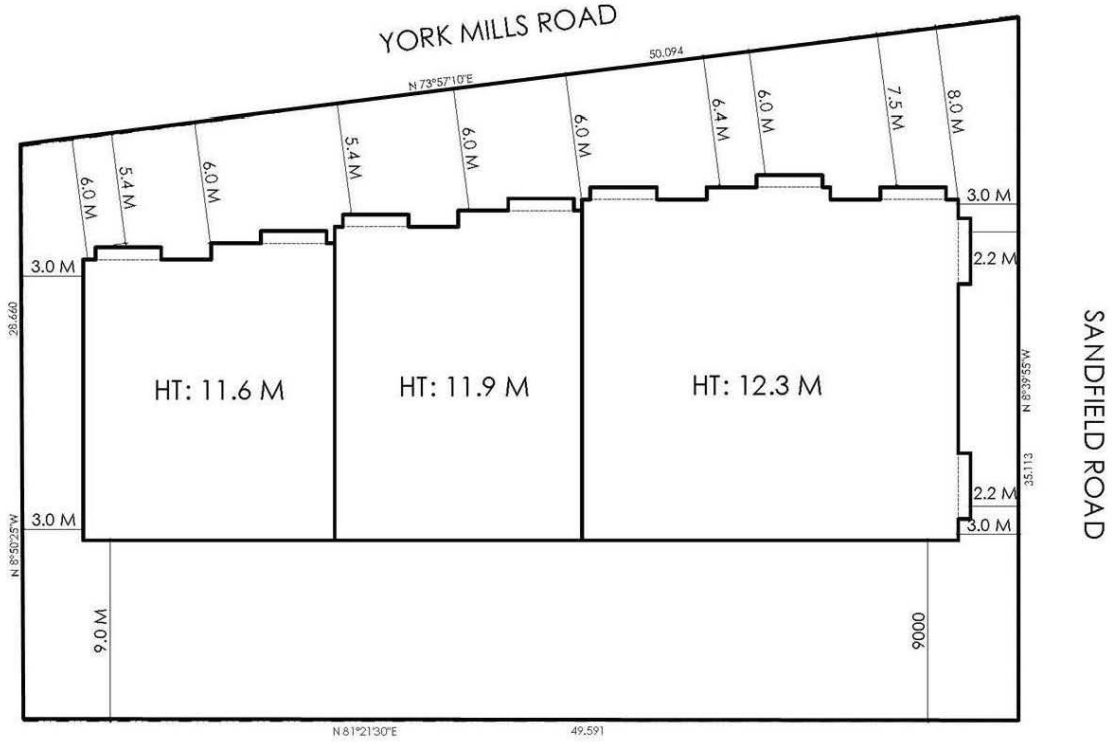 YORK MILLS ROAD
50.094
N 73°57'10"E
6.0 M
5.4 M
6.0 M
5.4 M
6.0 M
6.0 M
6.4 M
6.0 M
7.5 M
8.0 M
3.0 M
2.2 M
3.0 M
28.660
SANDFIELD ROAD
N 8°39'55"W
HT: 11.6 M
HT: 11.9 M
HT: 12.3 M
35.113
2.2 M
3.0 M
3.0 M
N 8°50'25"W
9.0 M
9000
N 81°21'30"E
49.591